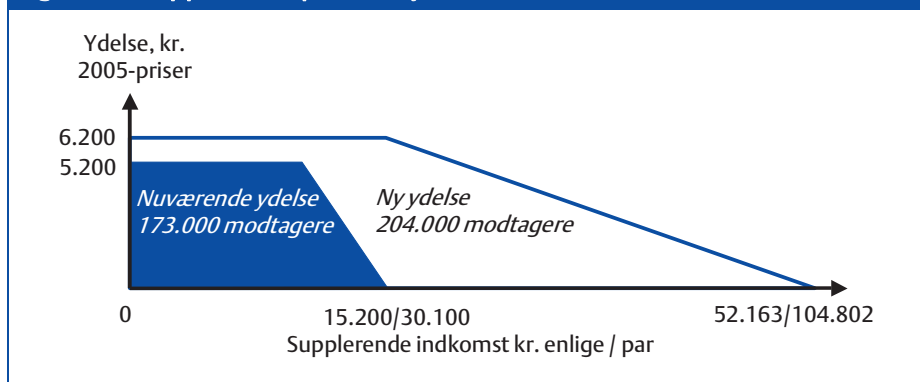 Ydelse, kr.
2005-priser
6.200
5.200
Nuværende ydelse
173.000 modtagere
Ny ydelse
204.000 modtagere
0
15.200/30.100
52.163/104.802
Supplerende indkomst kr. enlige / par